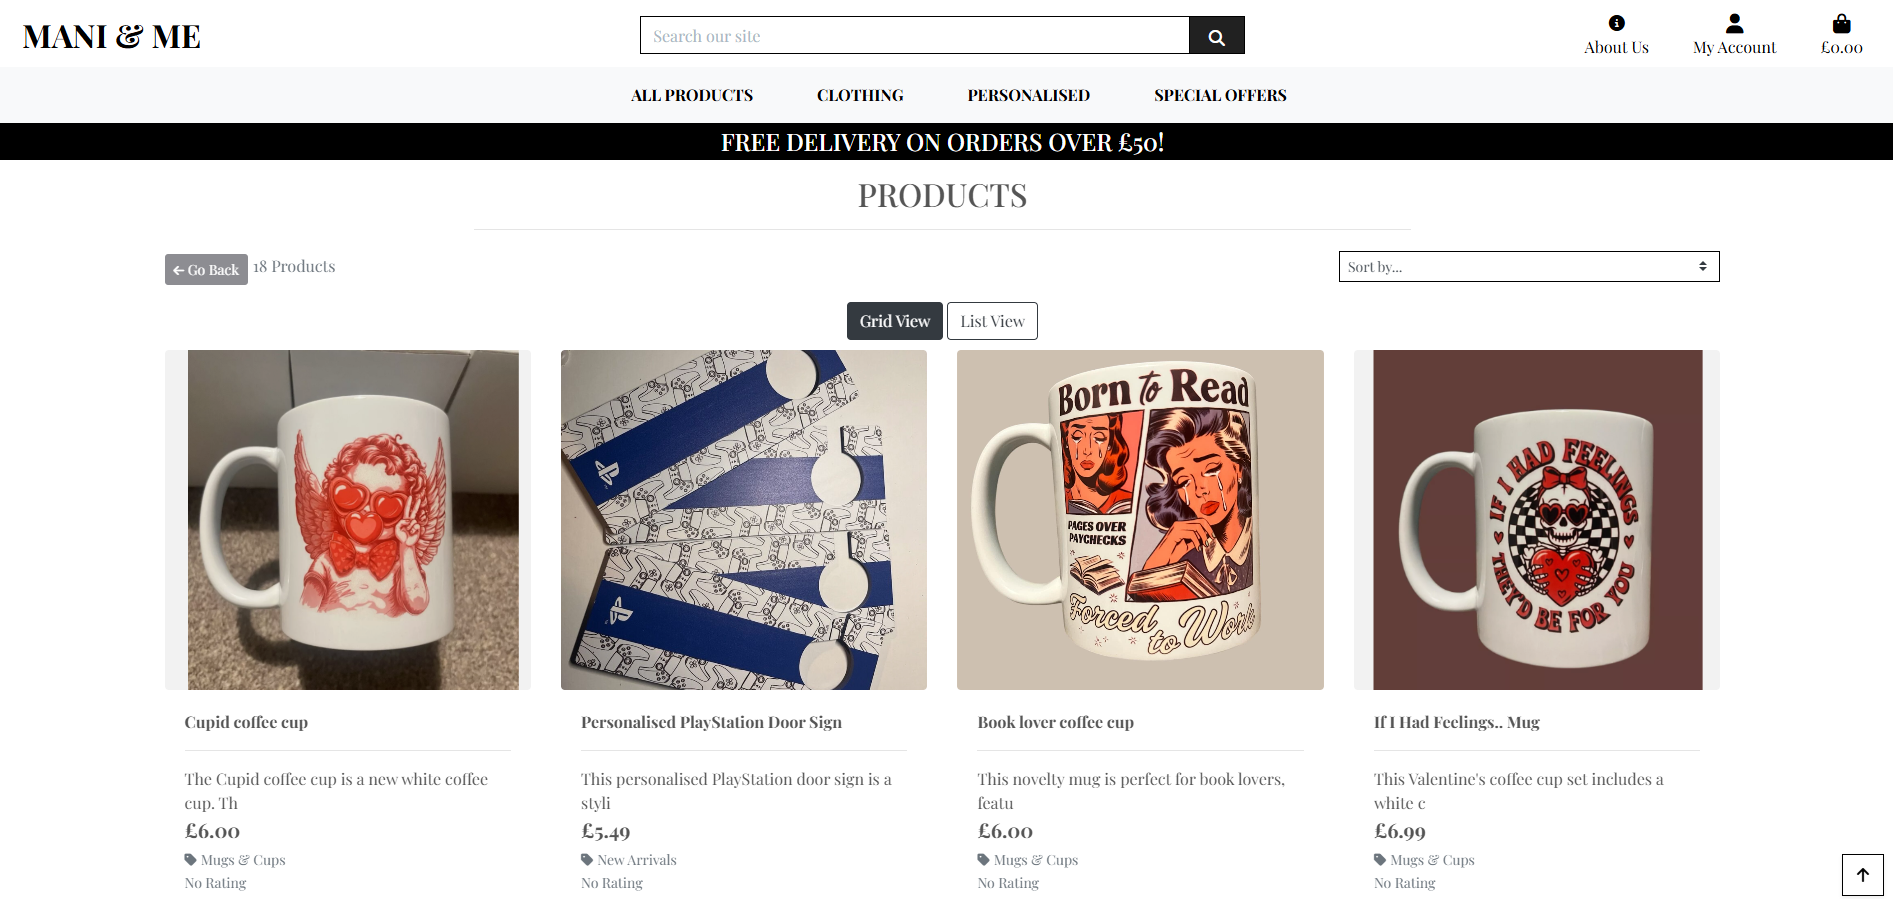 MANI & ME
Search our site
About Us
My Account
£0.00
ALL PRODUCTS
CLOTHING
PERSONALISED
SPECIAL OFFERS
FREE DELIVERY ON ORDERS OVER £50!
PRODUCTS
Go Back
18 Products
Sort by...
Grid View
List View
Born to Read
PAGES OVER
PAYCHECKS
Forced
to Work
IF I HAD FEELINGS
THEY'D BE FOR YOU
Cupid coffee cup
The Cupid coffee cup is a new white coffee
cup. Th
£6.00
Mugs & Cups
No Rating
Personalised PlayStation Door Sign
This personalised PlayStation door sign is a
styli
£5.49
New Arrivals
No Rating
Book lover coffee cup
This novelty mug is perfect for book lovers,
featu
£6.00
Mugs & Cups
No Rating
If I Had Feelings.. Mug
This Valentine's coffee cup set includes a
white c
£6.99
Mugs & Cups
No Rating